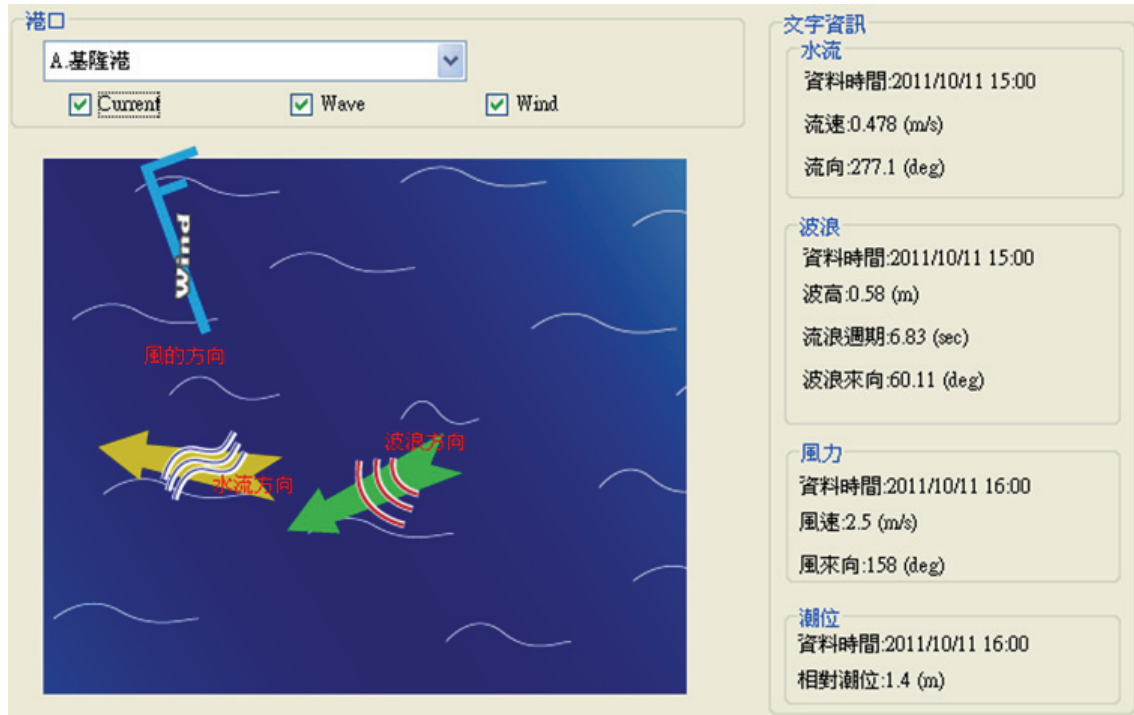 港口
A.基隆港
Current
Wave
Wind
wind
風的方向
波浪方向
水流方向
文字資訊
水流
資料時間:2011/10/11 15:00
流速:0.478 (m/s)
流向:277.1 (deg)
波浪
資料時間:2011/10/11 15:00
波高:0.58 (m)
流浪週期:6.83 (sec)
波浪來向:60.11 (deg)
風力
資料時間:2011/10/11 16:00
風速:2.5 (m/s)
風來向:158 (deg)
潮位
資料時間:2011/10/11 16:00
相對潮位:1.4 (m)